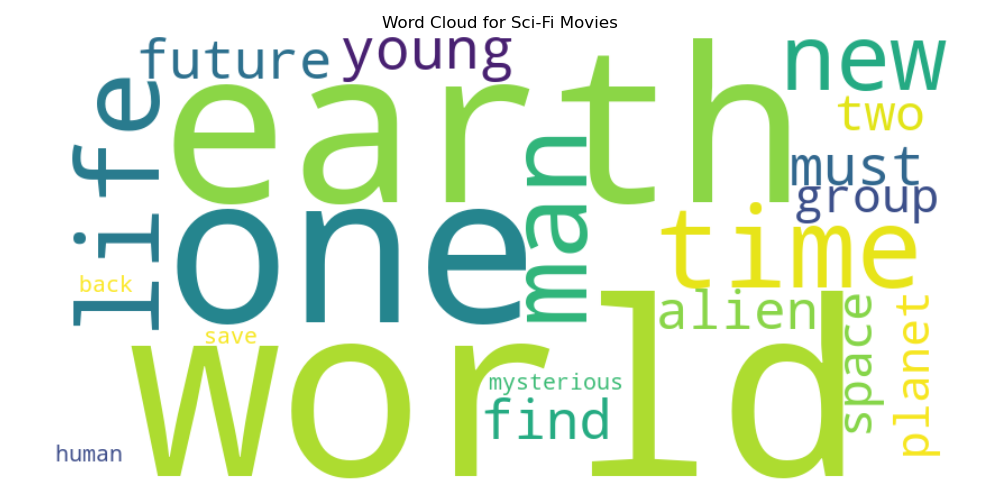 Word Cloud for Sci-Fi Movies
future
young
new
earth
life
two
must
group
man
one
time
back
alien
save
world
space
planet
mysterious
find
human